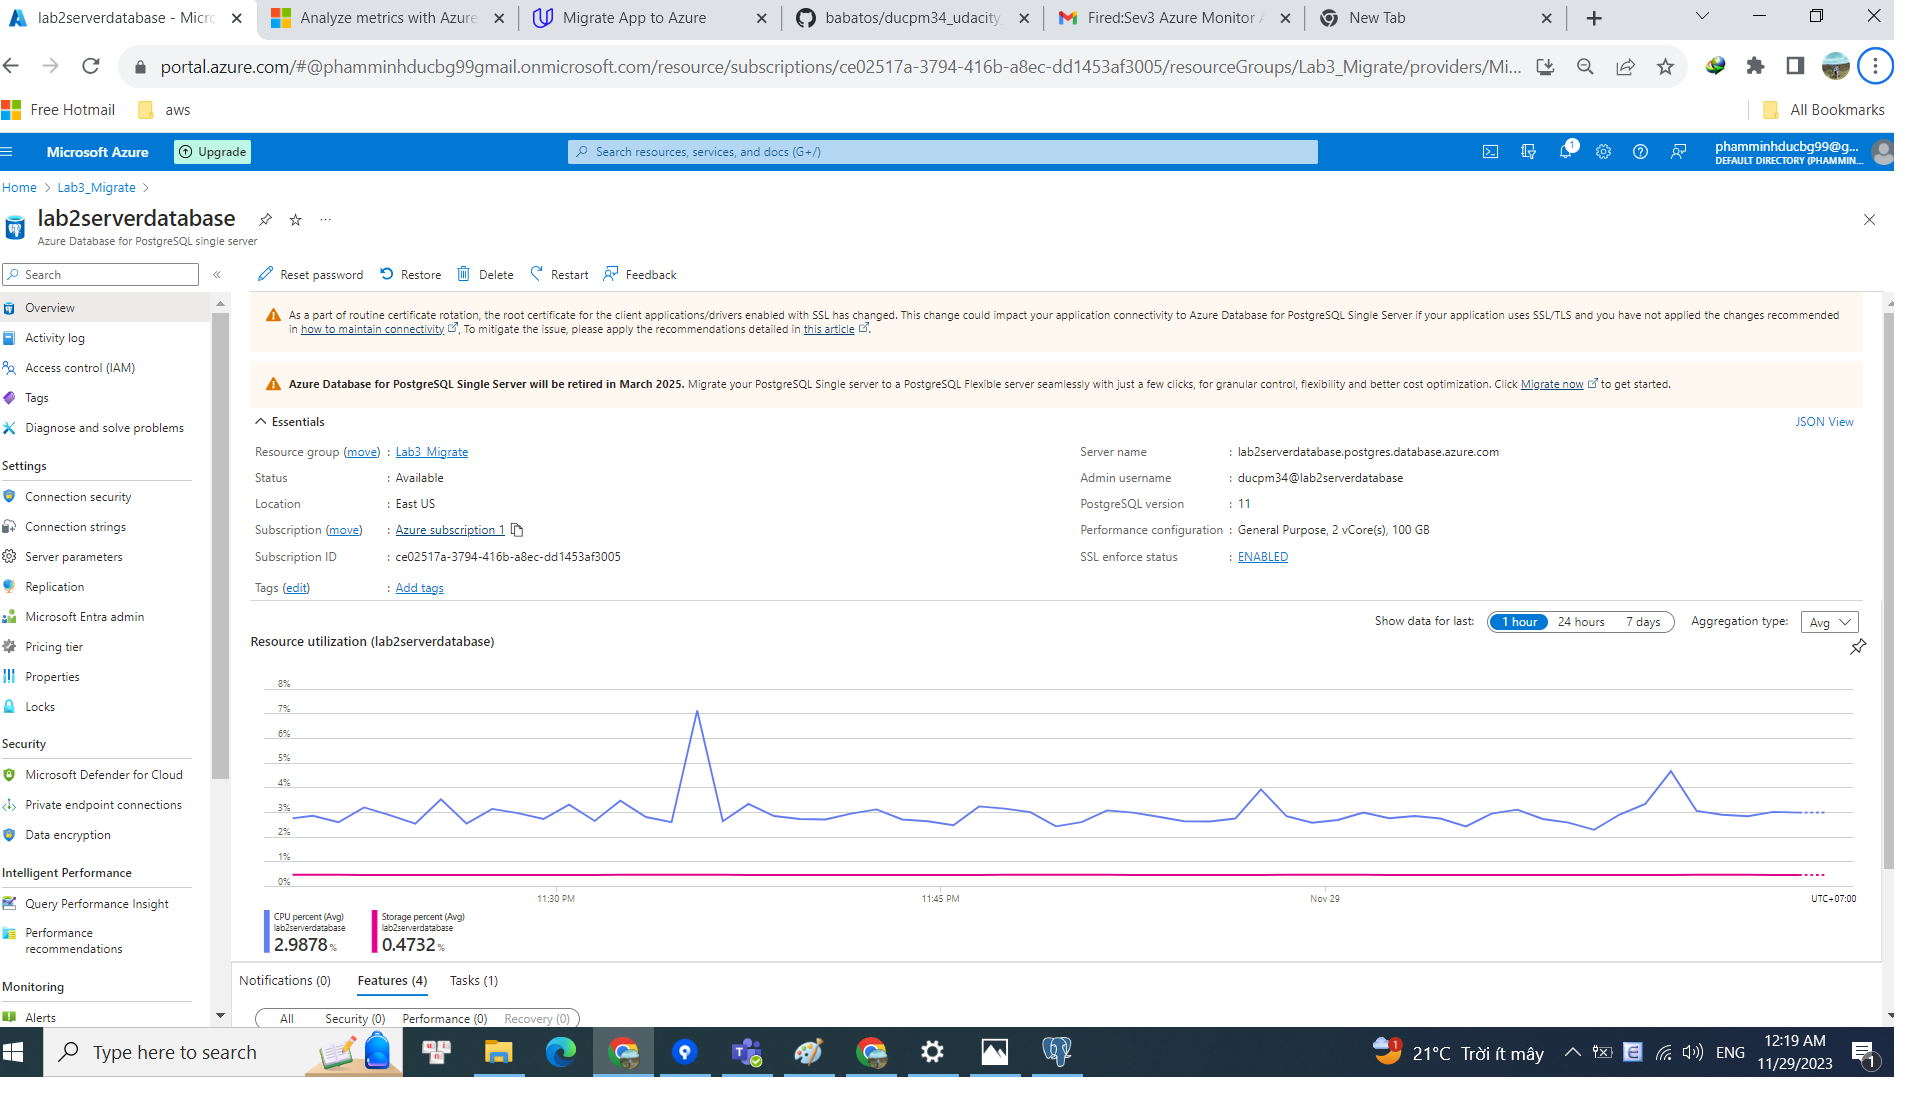 lab2serverdatabase - Micr
Analyze metrics with Azure
Migrate App to Azure
babatos/ducpm34_udacity
Fired:Sev3 Azure Monitor
New Tab
portal.azure.com/#@phamminhducbg99gmail.onmicrosoft.com/resource/subscriptions/ce02517a-3794-416b-a8ec-dd1453af3005/resourceGroups/Lab3_Migrate/providers/Mi...
Free Hotmail
aws
All Bookmarks
Microsoft Azure
Upgrade
Search resources, services, and docs (G+/)
1
phamminhducbg99@g...
DEFAULT DIRECTORY (PHAMMIN...
Home > Lab3_Migrate >
lab2serverdatabase
Azure Database for PostgreSQL single server
Search
Reset password
Restore
Delete
Restart
Feedback
Overview
Activity log
Access control (IAM)
Tags
Diagnose and solve problems
Settings
Connection security
Connection strings
Server parameters
Replication
Microsoft Entra admin
Pricing tier
Properties
Locks
Security
Microsoft Defender for Cloud
Private endpoint connections
Data encryption
Intelligent Performance
Query Performance Insight
Performance
recommendations
Monitoring
Alerts
As a part of routine certificate rotation, the root certificate for the client applications/drivers enabled with SSL has changed. This change could impact your application connectivity to Azure Database for PostgreSQL Single Server if your application uses SSL/TLS and you have not applied the changes recommended
in how to maintain connectivity , To mitigate the issue, please apply the recommendations detailed in this article .
Azure Database for PostgreSQL Single Server will be retired in March 2025. Migrate your PostgreSQL Single server to a PostgreSQL Flexible server seamlessly with just a few clicks, for granular control, flexibility and better cost optimization. Click Migrate now to get started.
Essentials
JSON View
Resource group (move) : Lab3_Migrate
Status : Available
Location : East US
Subscription (move) : Azure subscription 1
Subscription ID : ce02517a-3794-416b-a8ec-dd1453af3005
Tags (edit) : Add tags
Server name : lab2serverdatabase.postgres.database.azure.com
Admin username : ducpm34@lab2serverdatabase
PostgreSQL version : 11
Performance configuration : General Purpose, 2 vCore(s), 100 GB
SSL enforce status : ENABLED
Show data for last:
1 hour
24 hours
7 days
Aggregation type:
Avg
Resource utilization (lab2serverdatabase)
8%
7%
6%
5%
4%
3%
2%
1%
0%
11:30 PM
11:45 PM
Nov 29
UTC+07:00
CPU percent (Avg)
lab2serverdatabase
2.9878 %
Storage percent (Avg)
lab2serverdatabase
0.4732 %
Notifications (0)
Features (4)
Tasks (1)
All
Security (0)
Performance (0)
Recovery (0)
Type here to search
1
21°C Trời ít mây
ENG
12:19 AM
11/29/2023
1